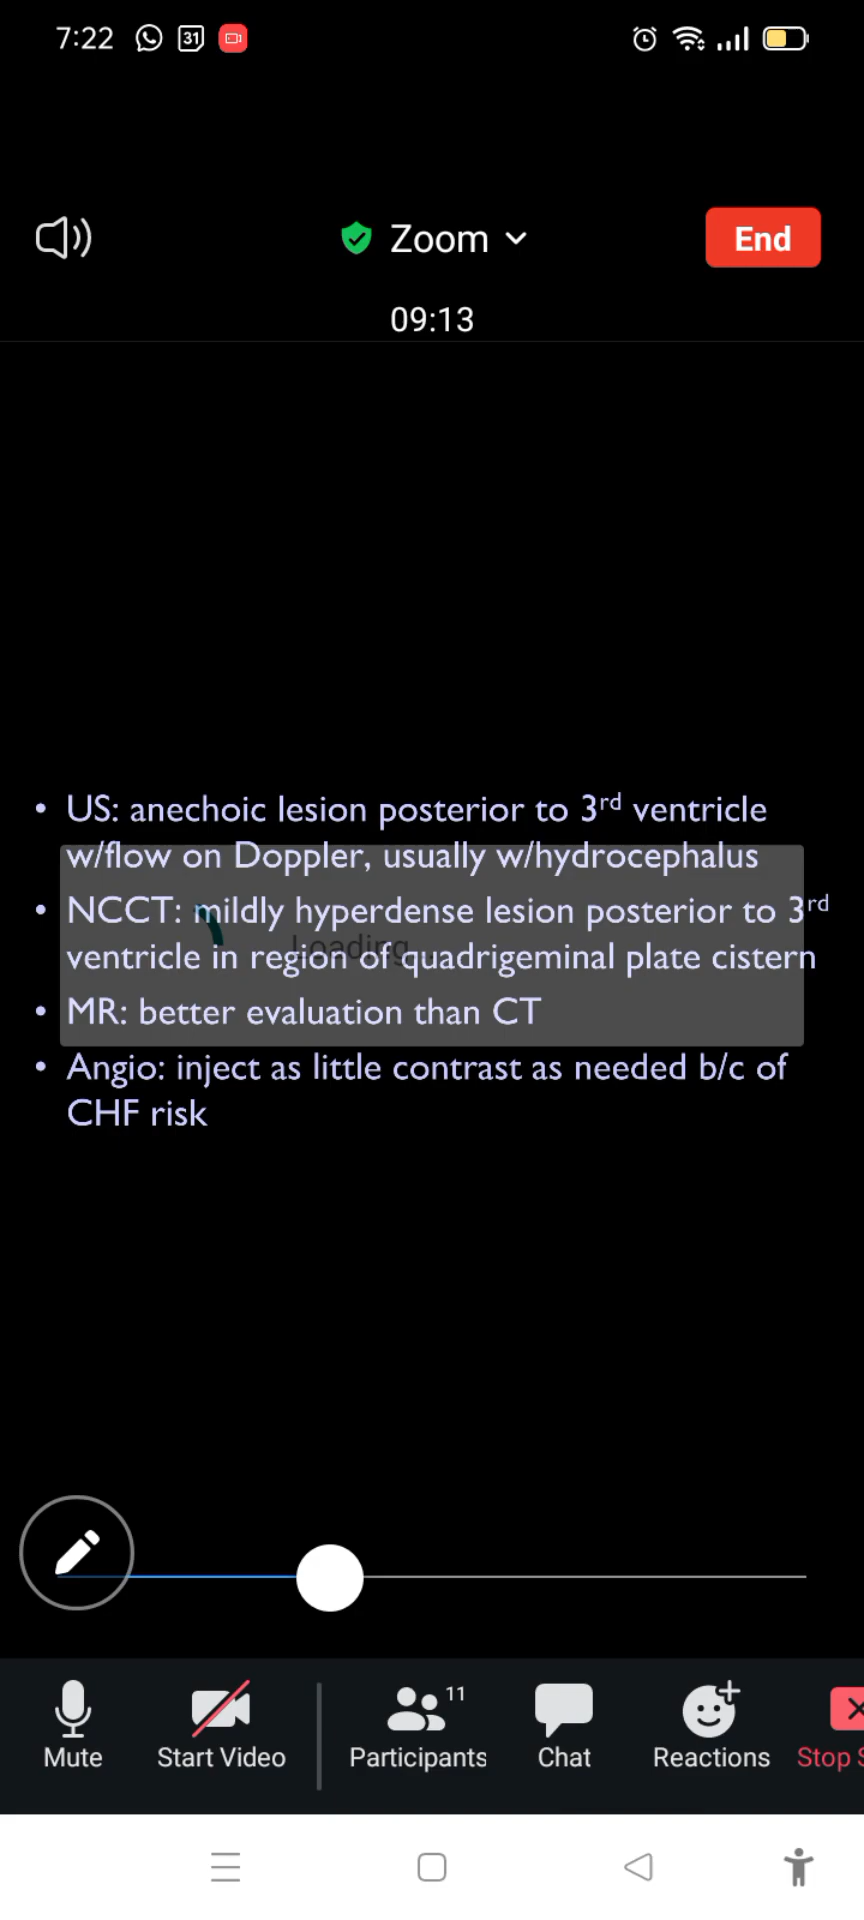 7:22 31
Zoom
End
09:13
• US: anechoic lesion posterior to 3rd ventricle
w/flow on Doppler, usually w/hydrocephalus
• NCCT: mildly hyperdense lesion posterior to 3rd
ventricle in region of quadrigeminal plate cistern
Loading...
• MR: better evaluation than CT
• Angio: inject as little contrast as needed b/c of
CHF risk
11
Mute Start Video Participants Chat Reactions Stop S